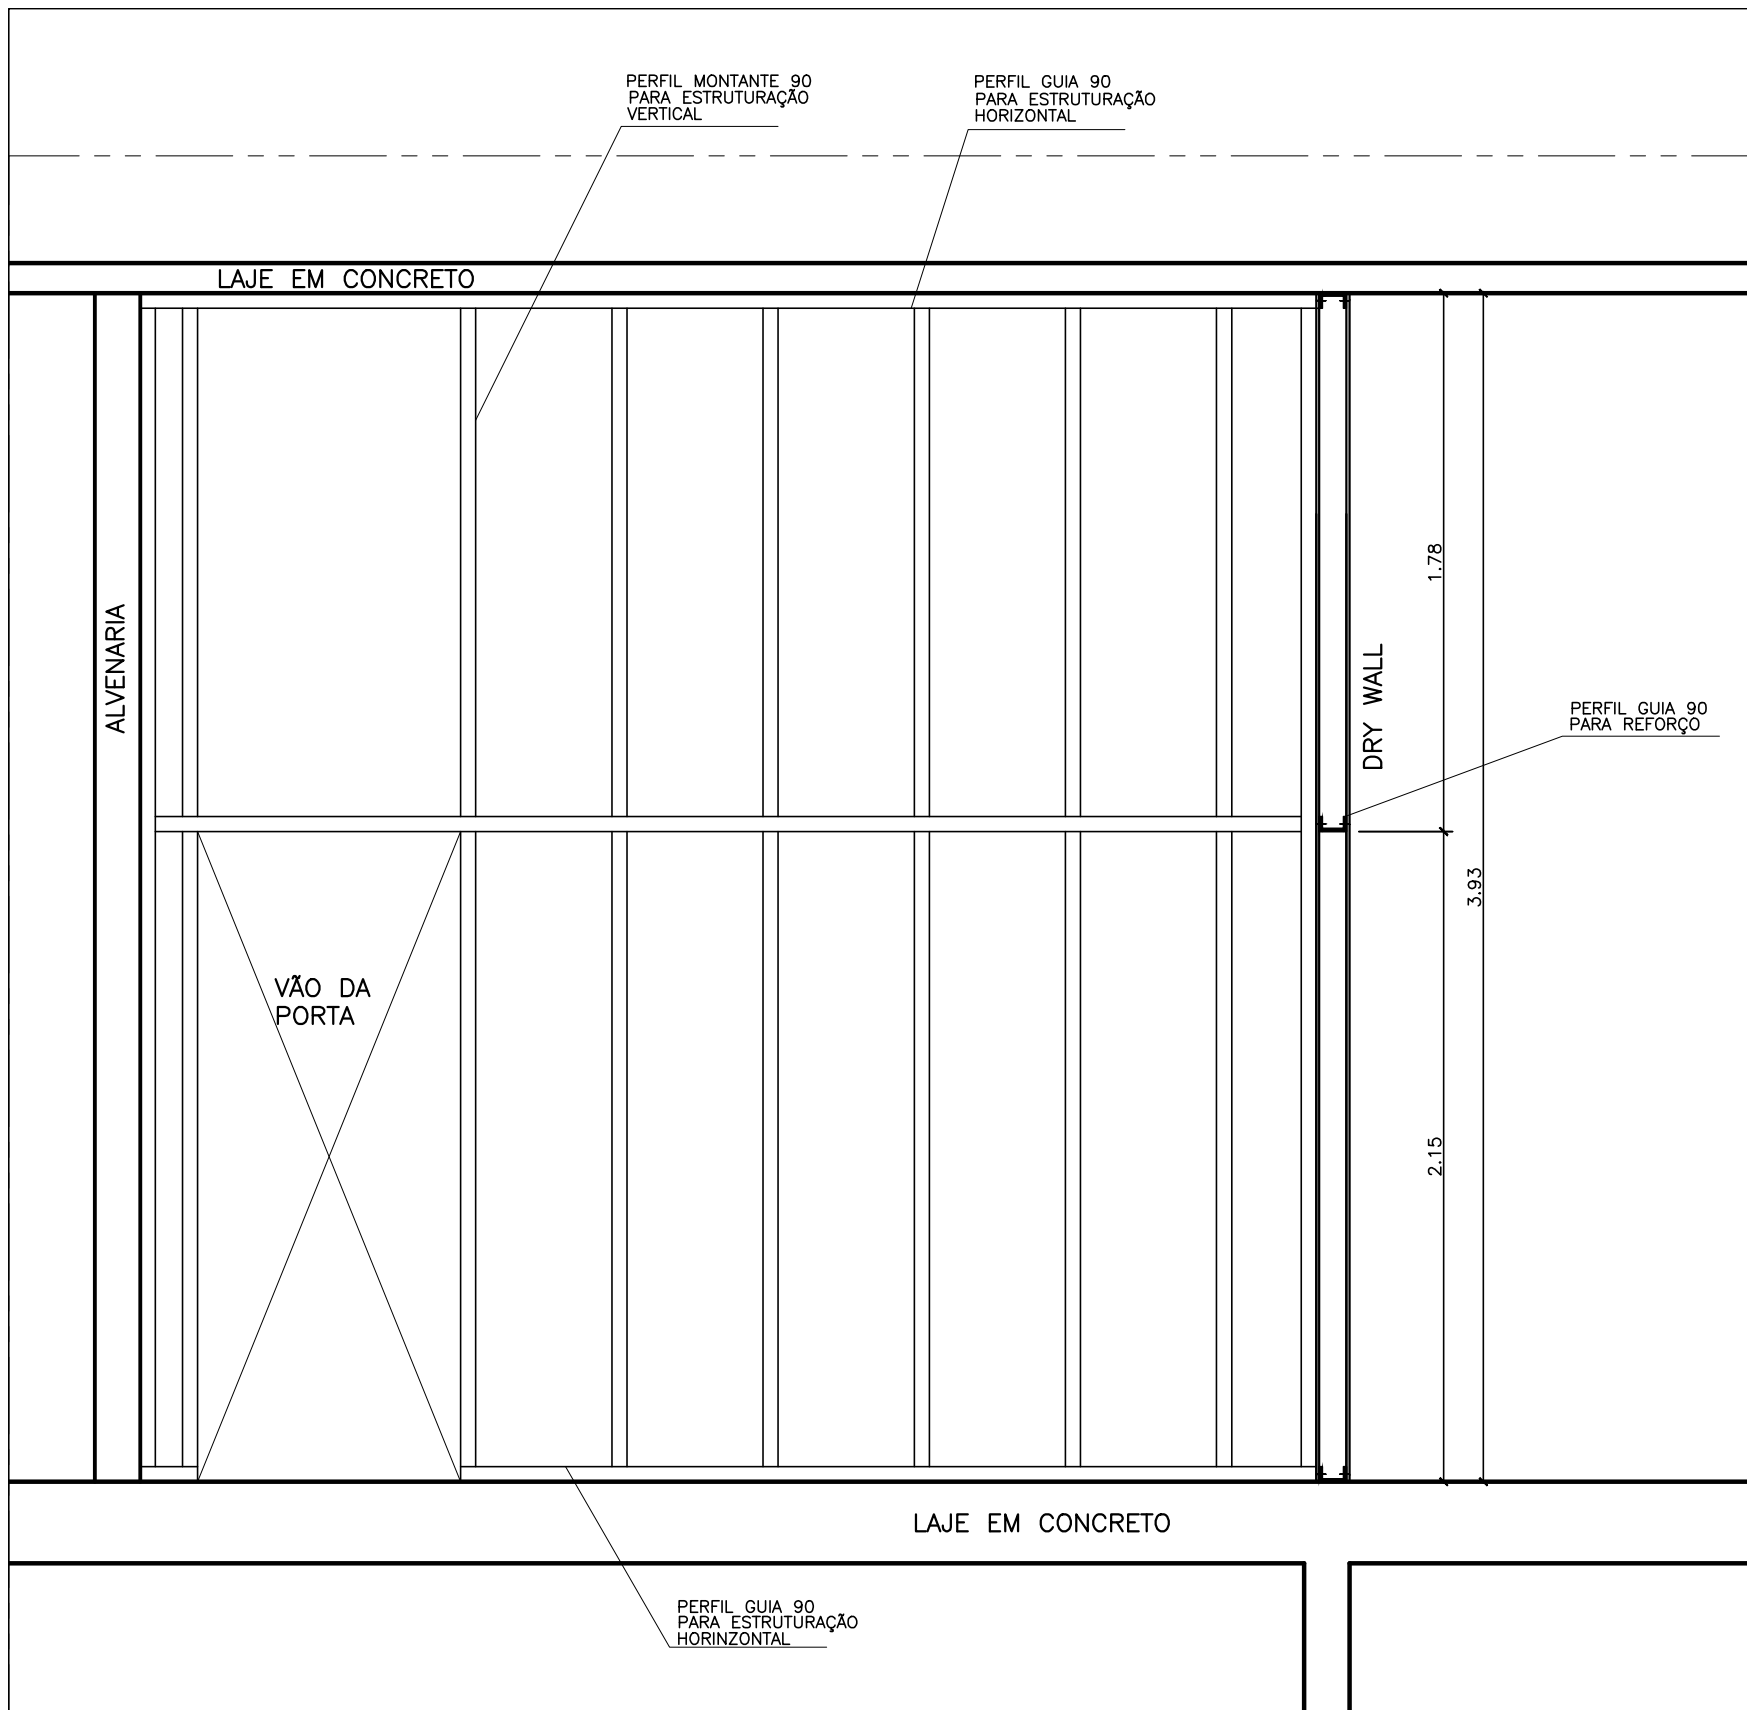 PERFIL MONTANTE 90
PARA ESTRUTURAÇÃO
VERTICAL
PERFIL GUIA 90
PARA ESTRUTURAÇÃO
HORIZONTAL
LAJE EM CONCRETO
ALVENARIA
1.78
DRY WALL
PERFIL GUIA 90
PARA REFORÇO
3.93
VÃO DA
PORTA
2.15
LAJE EM CONCRETO
PERFIL GUIA 90
PARA ESTRUTURAÇÃO
HORINZONTAL